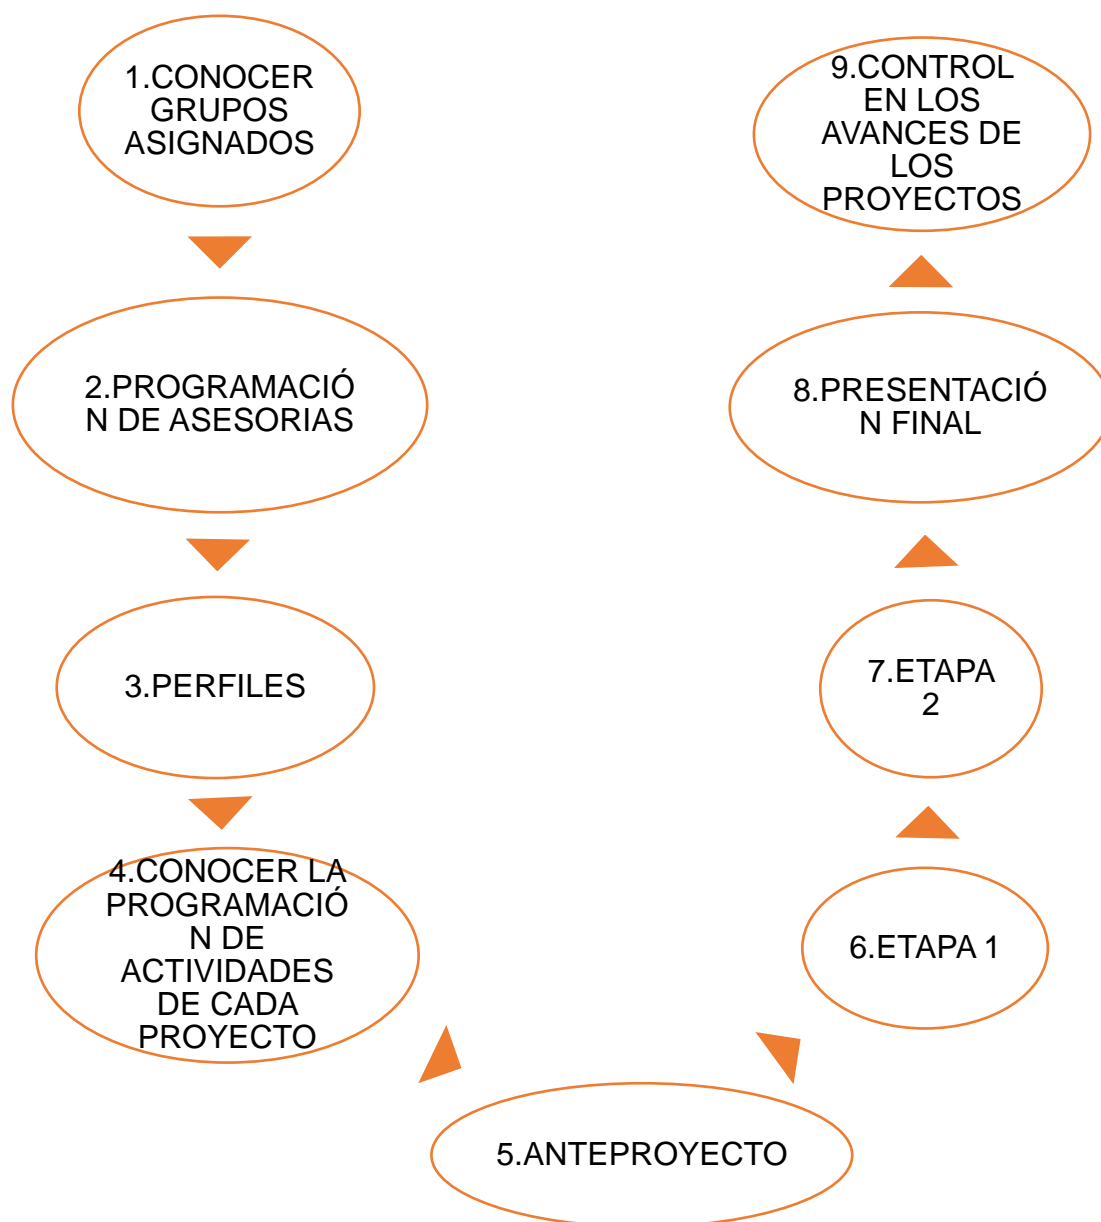 1.CONOCER
GRUPOS
ASIGNADOS
2.PROGRAMACIÓ
N DE ASESORIAS
3.PERFILES
4.CONOCER LA
PROGRAMACIÓ
N DE
ACTIVIDADES
DE CADA
PROYECTO
5.ANTEPROYECTO
6.ETAPA 1
7.ETAPA
2
8.PRESENTACIÓ
N FINAL
9.CONTROL
EN LOS
AVANCES DE
LOS
PROYECTOS